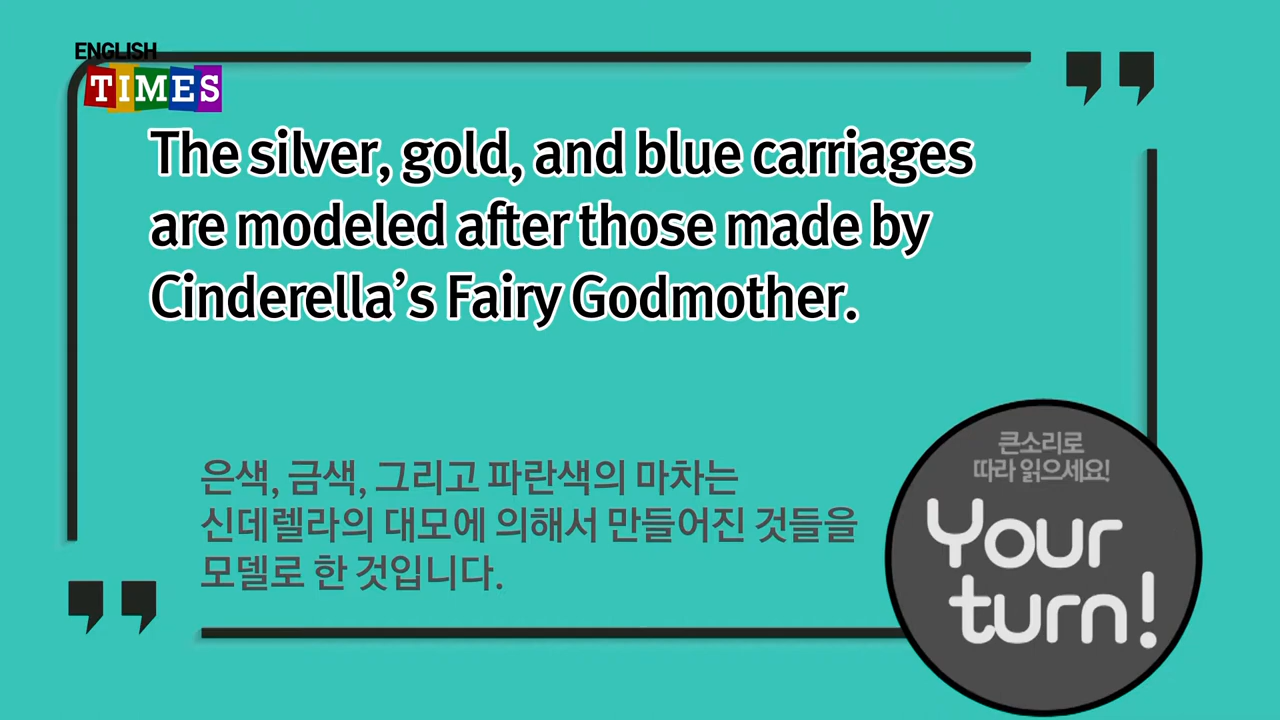 ENGLISH
TIMES
The silver, gold, and blue carriages
are modeled after those made by
Cinderella’s Fairy Godmother.
은색, 금색, 그리고 파란색의 마차는
신데렐라의 대모에 의해서 만들어진 것들을
모델로 한 것입니다.
큰소리로
따라 읽으세요!
Your
turn!